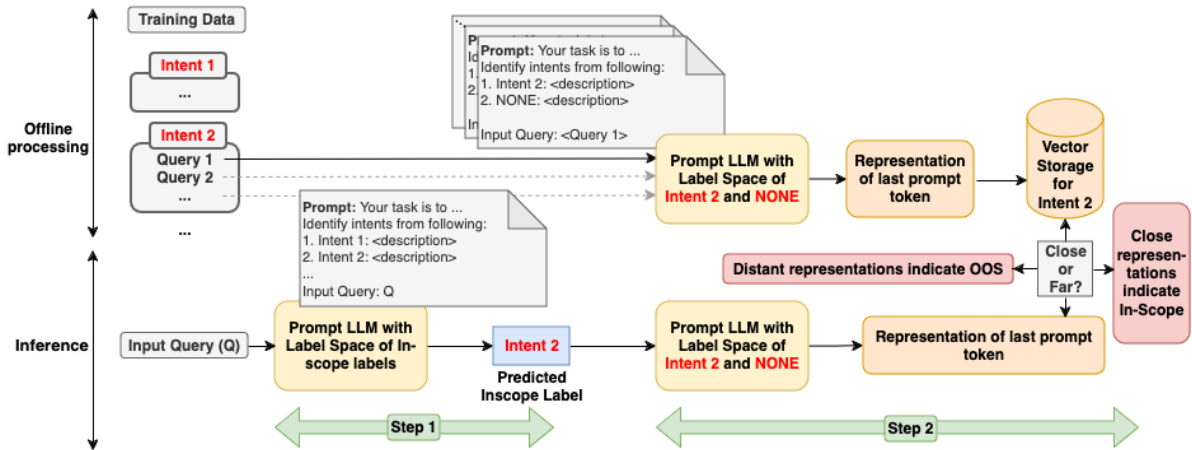 Training Data
Intent 1
...
Intent 2
Query 1
Query 2
...
...
Offline
processing
Prompt: Your task is to ...
Identify intents from following:
1. Intent 2: <description>
2. NONE: <description>
Input Query: <Query 1>
Prompt LLM with
Label Space of
Intent 2 and NONE
Representation
of last prompt
token
Vector
Storage
for
Intent 2
Prompt: Your task is to ...
Identify intents from following:
1. Intent 1: <description>
2. Intent 2: <description>
...
Input Query: Q
Distant representations indicate OOS
Close
or
Far?
Close
represen-
tations
indicate
In-Scope
Inference
Input Query (Q)
Prompt LLM with
Label Space of In-
scope labels
Intent 2
Predicted
Inscope Label
Prompt LLM with
Label Space of
Intent 2 and NONE
Representation of last prompt
token
Step 1
Step 2